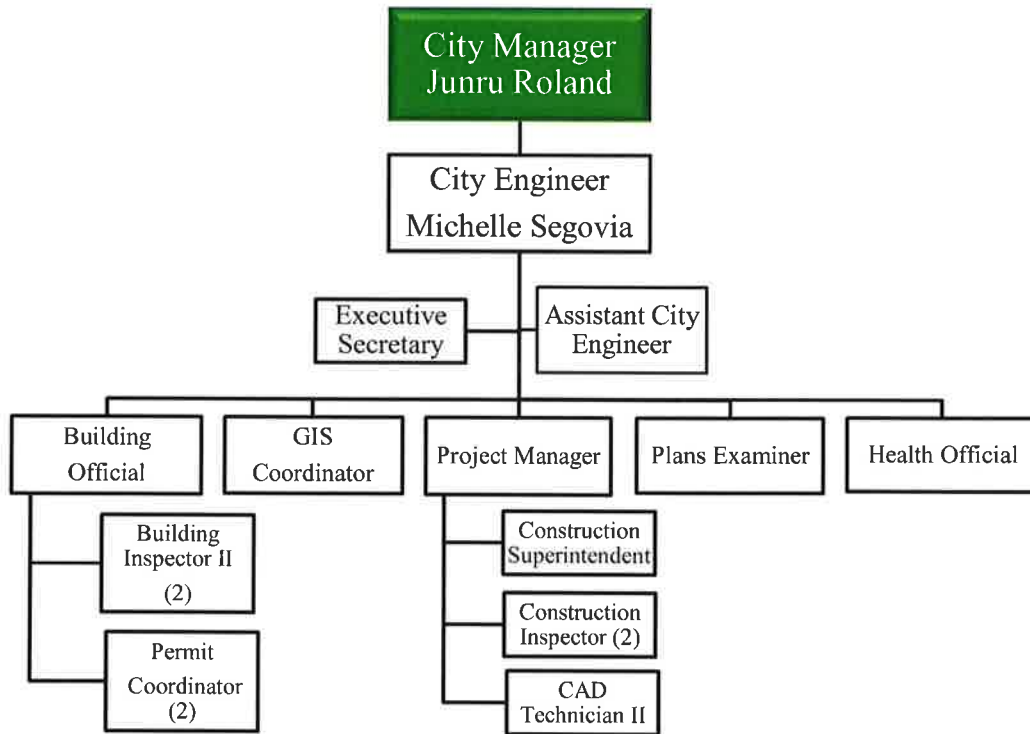 City Manager
Junru Roland
City Engineer
Michelle Segovia
Executive
Secretary
Assistant City
Engineer
Building
Official
GIS
Coordinator
Project Manager
Plans Examiner
Health Official
Building
Inspector II
(2)
Permit
Coordinator
(2)
Construction
Superintendent
Construction
Inspector (2)
CAD
Technician II